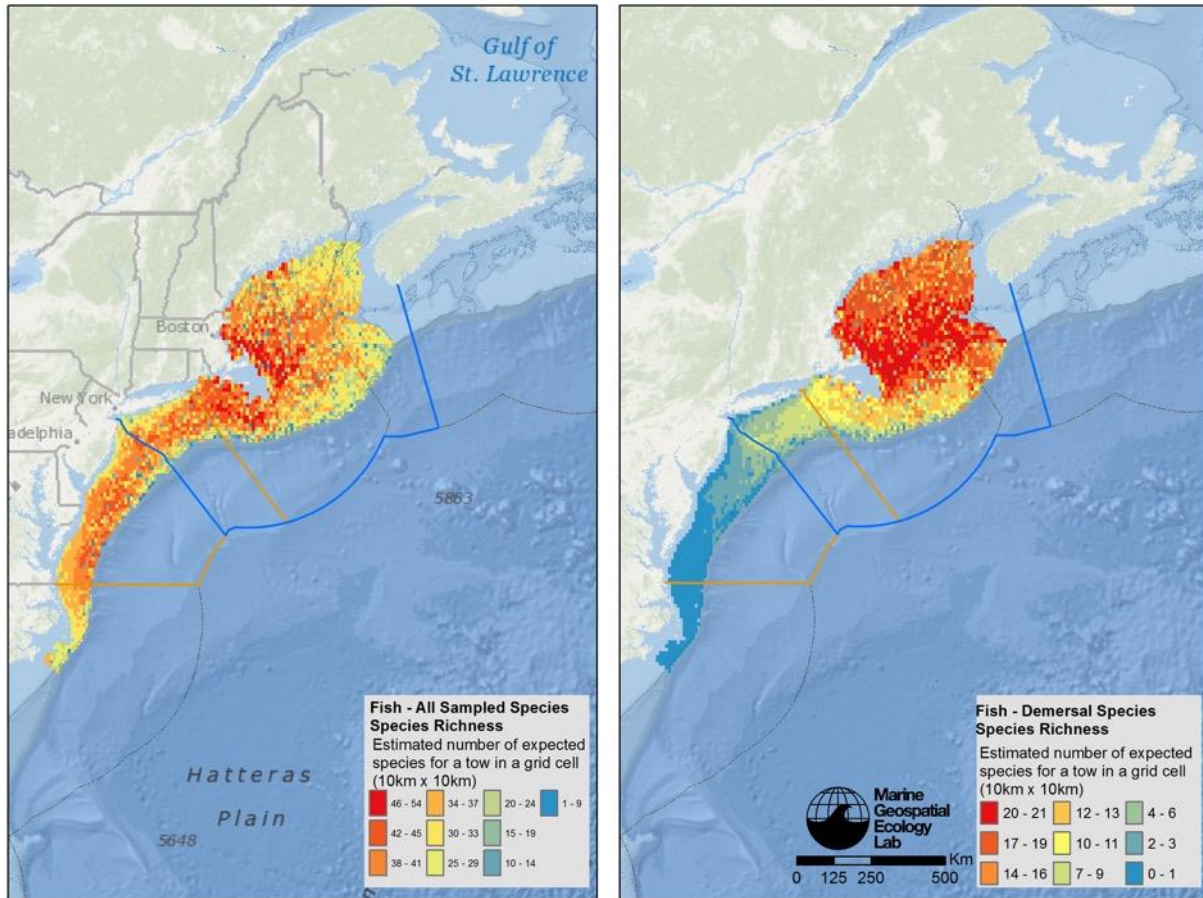 Gulf of
St. Lawrence
Boston
New York
adelphia
5863
Hatteras
Plain
5648
Fish - All Sampled Species
Species Richness
Estimated number of expected
species for a tow in a grid cell
(10km x 10km)
46 - 54 34 - 37 20 - 24 1 - 9
42 - 45 30 - 33 15 - 19
38 - 41 25 - 29 10 - 14
Fish - Demersal Species
Species Richness
Estimated number of expected
species for a tow in a grid cell
(10km x 10km)
20 - 21 12 - 13 4 - 6
17 - 19 10 - 11 2 - 3
14 - 16 7 - 9 0 - 1
Marine
Geospatial
Ecology
Lab
Km
0 125 250 500